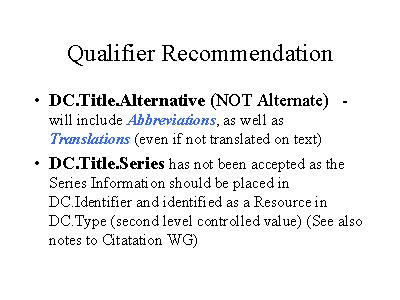 Qualifier Recommendation
• DC.Title.Alternative (NOT Alternate) -
will include Abbreviations, as well as
Translations (even if not translated on text)
• DC.Title.Series has not been accepted as the
Series Information should be placed in
DC.Identifier and identified as a Resource in
DC.Type (second level controlled value) (See also
notes to Citatation WG)